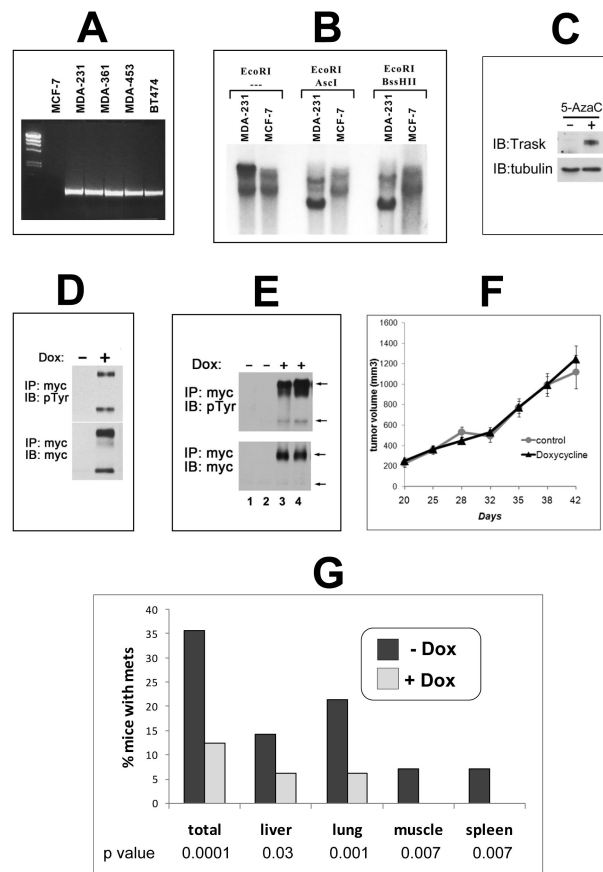 A
MCF-7
MDA-231
MDA-361
MDA-453
BT474
B
EcoRI
---
EcoRI
AscI
EcoRI
BssHII
MDA-231
MCF-7
MDA-231
MCF-7
MDA-231
MCF-7
C
5-AzaC
– +
IB:Trask
IB:tubulin
D
Dox: – +
IP: myc
IB: pTyr
IP: myc
IB: myc
E
Dox: – – + +
IP: myc
IB: pTyr
IP: myc
IB: myc
1 2 3 4
F
tumor volume (mm3)
1600
1400
1200
1000
800
600
400
200
0
control
Doxycycline
20 25 28 32 35 38 42
Days
G
% mice with mets
40
35
30
25
20
15
10
5
0
- Dox
+ Dox
total liver lung muscle spleen
p value 0.0001 0.03 0.001 0.007 0.007